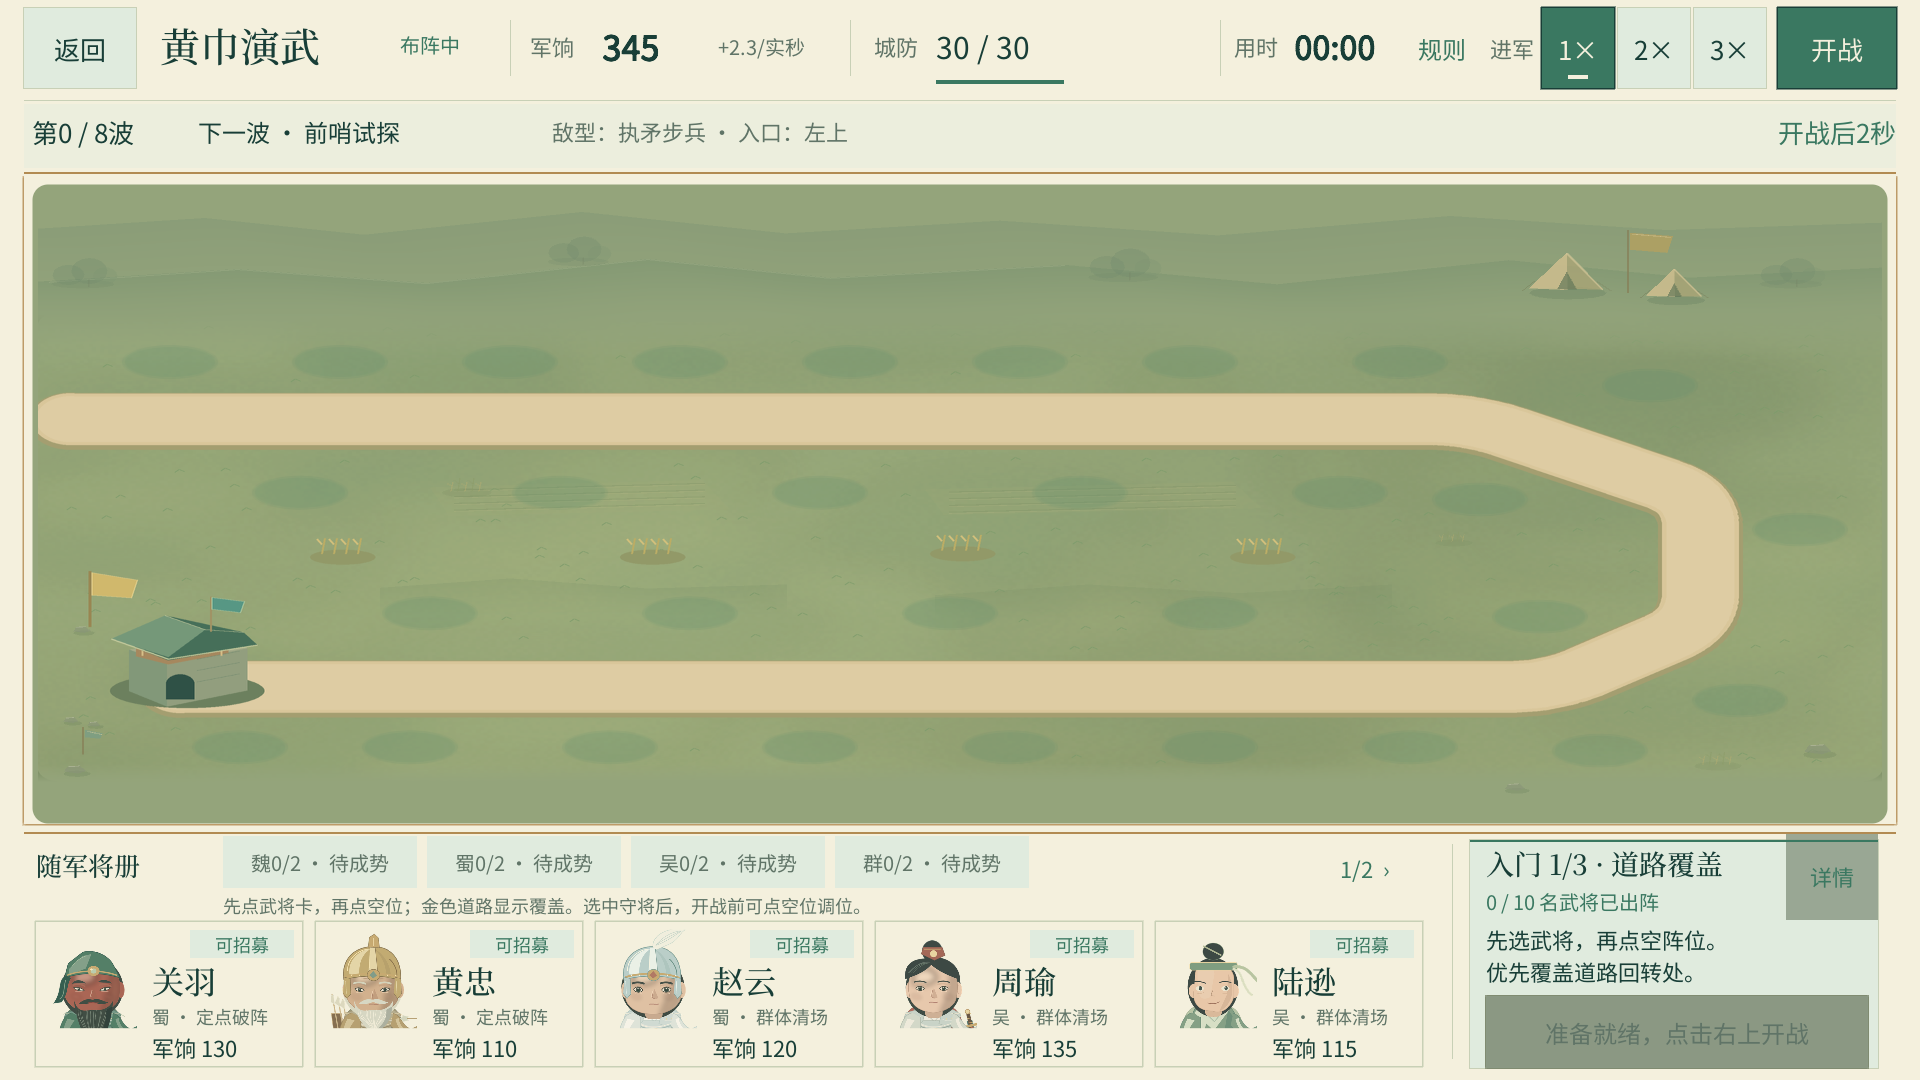 返回
黄巾演武
布阵中
军饷 345 +2.3/实秒
城防 30 / 30
用时 00:00
规则
进军 1× 2× 3×
开战
第0 / 8波
下一波 · 前哨试探
敌型：执矛步兵 · 入口：左上
开战后2秒
随军将册
魏0/2 · 待成势
蜀0/2 · 待成势
吴0/2 · 待成势
群0/2 · 待成势
1/2 ›
先点武将卡，再点空位；金色道路显示覆盖。选中守将后，开战前可点空位调位。
可招募
关羽
蜀 · 定点破阵
军饷 130
可招募
黄忠
蜀 · 定点破阵
军饷 110
可招募
赵云
蜀 · 群体清场
军饷 120
可招募
周瑜
吴 · 群体清场
军饷 135
可招募
陆逊
吴 · 群体清场
军饷 115
入门 1/3 · 道路覆盖
详情
0 / 10 名武将已出阵
先选武将，再点空阵位。
优先覆盖道路回转处。
准备就绪，点击右上开战